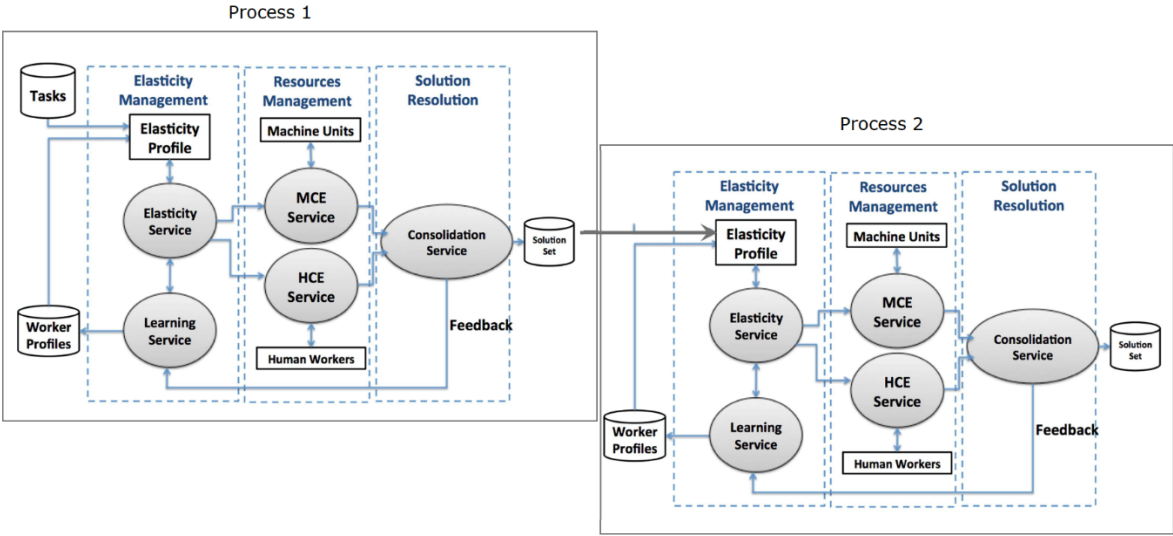 Process 1
Tasks
Elasticity
Management
Resources
Management
Solution
Resolution
Elasticity
Profile
Machine Units
Elasticity
Service
MCE
Service
Consolidation
Service
Solution
Set
HCE
Service
Learning
Service
Worker
Profiles
Feedback
Human Workers
Process 2
Elasticity
Management
Resources
Management
Solution
Resolution
Elasticity
Profile
Machine Units
Elasticity
Service
MCE
Service
Consolidation
Service
Solution
Set
HCE
Service
Learning
Service
Worker
Profiles
Feedback
Human Workers